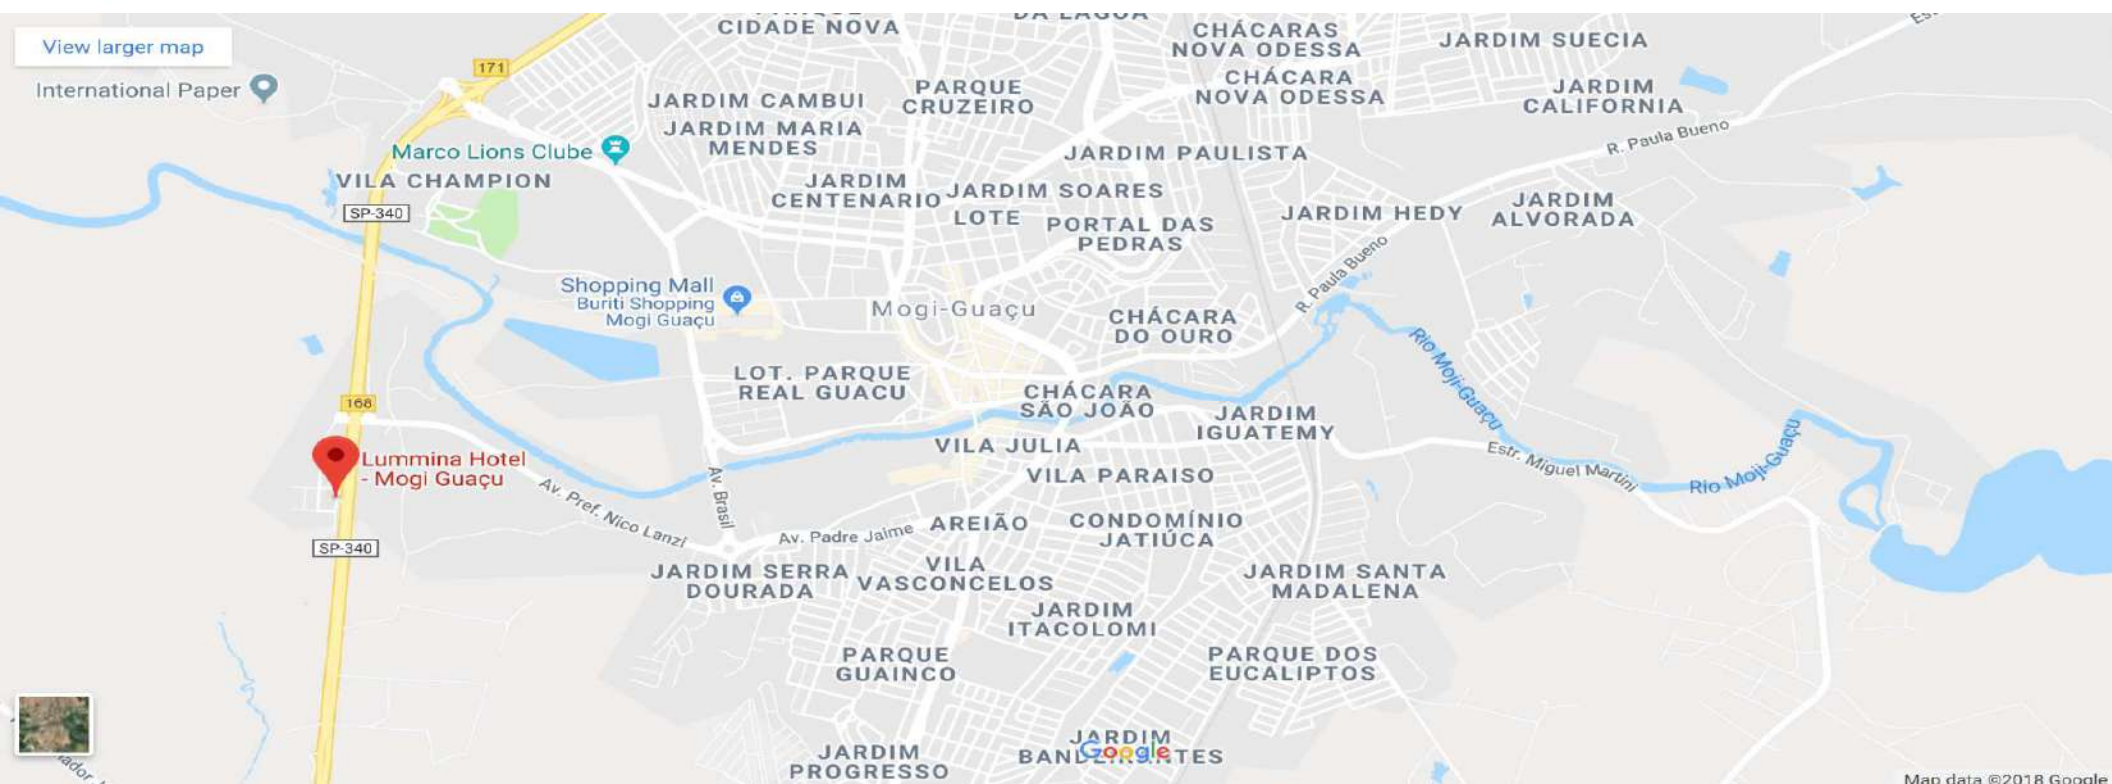 CIDADE NOVA
DA LAGOA
CHÁCARAS
NOVA ODESSA
JARDIM SUECIA
View larger map
171
International Paper
PARQUE
CRUZEIRO
CHÁCARA
NOVA ODESSA
JARDIM
CALIFORNIA
JARDIM CAMBUI
JARDIM MARIA
MENDES
R. Paula Bueno
Marco Lions Clube
JARDIM PAULISTA
VILA CHAMPION
JARDIM
CENTENARIO
JARDIM SOARES
LOTE
SP-340
PORTAL DAS
PEDRAS
JARDIM HEDY
JARDIM
ALVORADA
R. Paula Bueno
Shopping Mall
Buriti Shopping
Mogi Guaçu
Mogi-Guaçu
CHÁCARA
DO OURO
Rio Moji-Guaçu
LOT. PARQUE
REAL GUACU
CHÁCARA
SÃO JOÃO
168
JARDIM
IGUATEMY
VILA JULIA
Lummina Hotel
- Mogi Guaçu
Av. Pref. Nico Lanzi
Av. Brasil
VILA PARAISO
Estr. Miguel Martini
Rio Moji-Guaçu
SP-340
Av. Padre Jaime
AREIÃO
CONDOMÍNIO
JATIÚCA
JARDIM SERRA
DOURADA
VILA
VASCONCELOS
JARDIM SANTA
MADALENA
JARDIM
ITACOLOMI
PARQUE
GUAINCO
PARQUE DOS
EUCALIPTOS
JARDIM
PROGRESSO
JARDIM
BANDEIRANTES
Google
Map data ©2018 Google